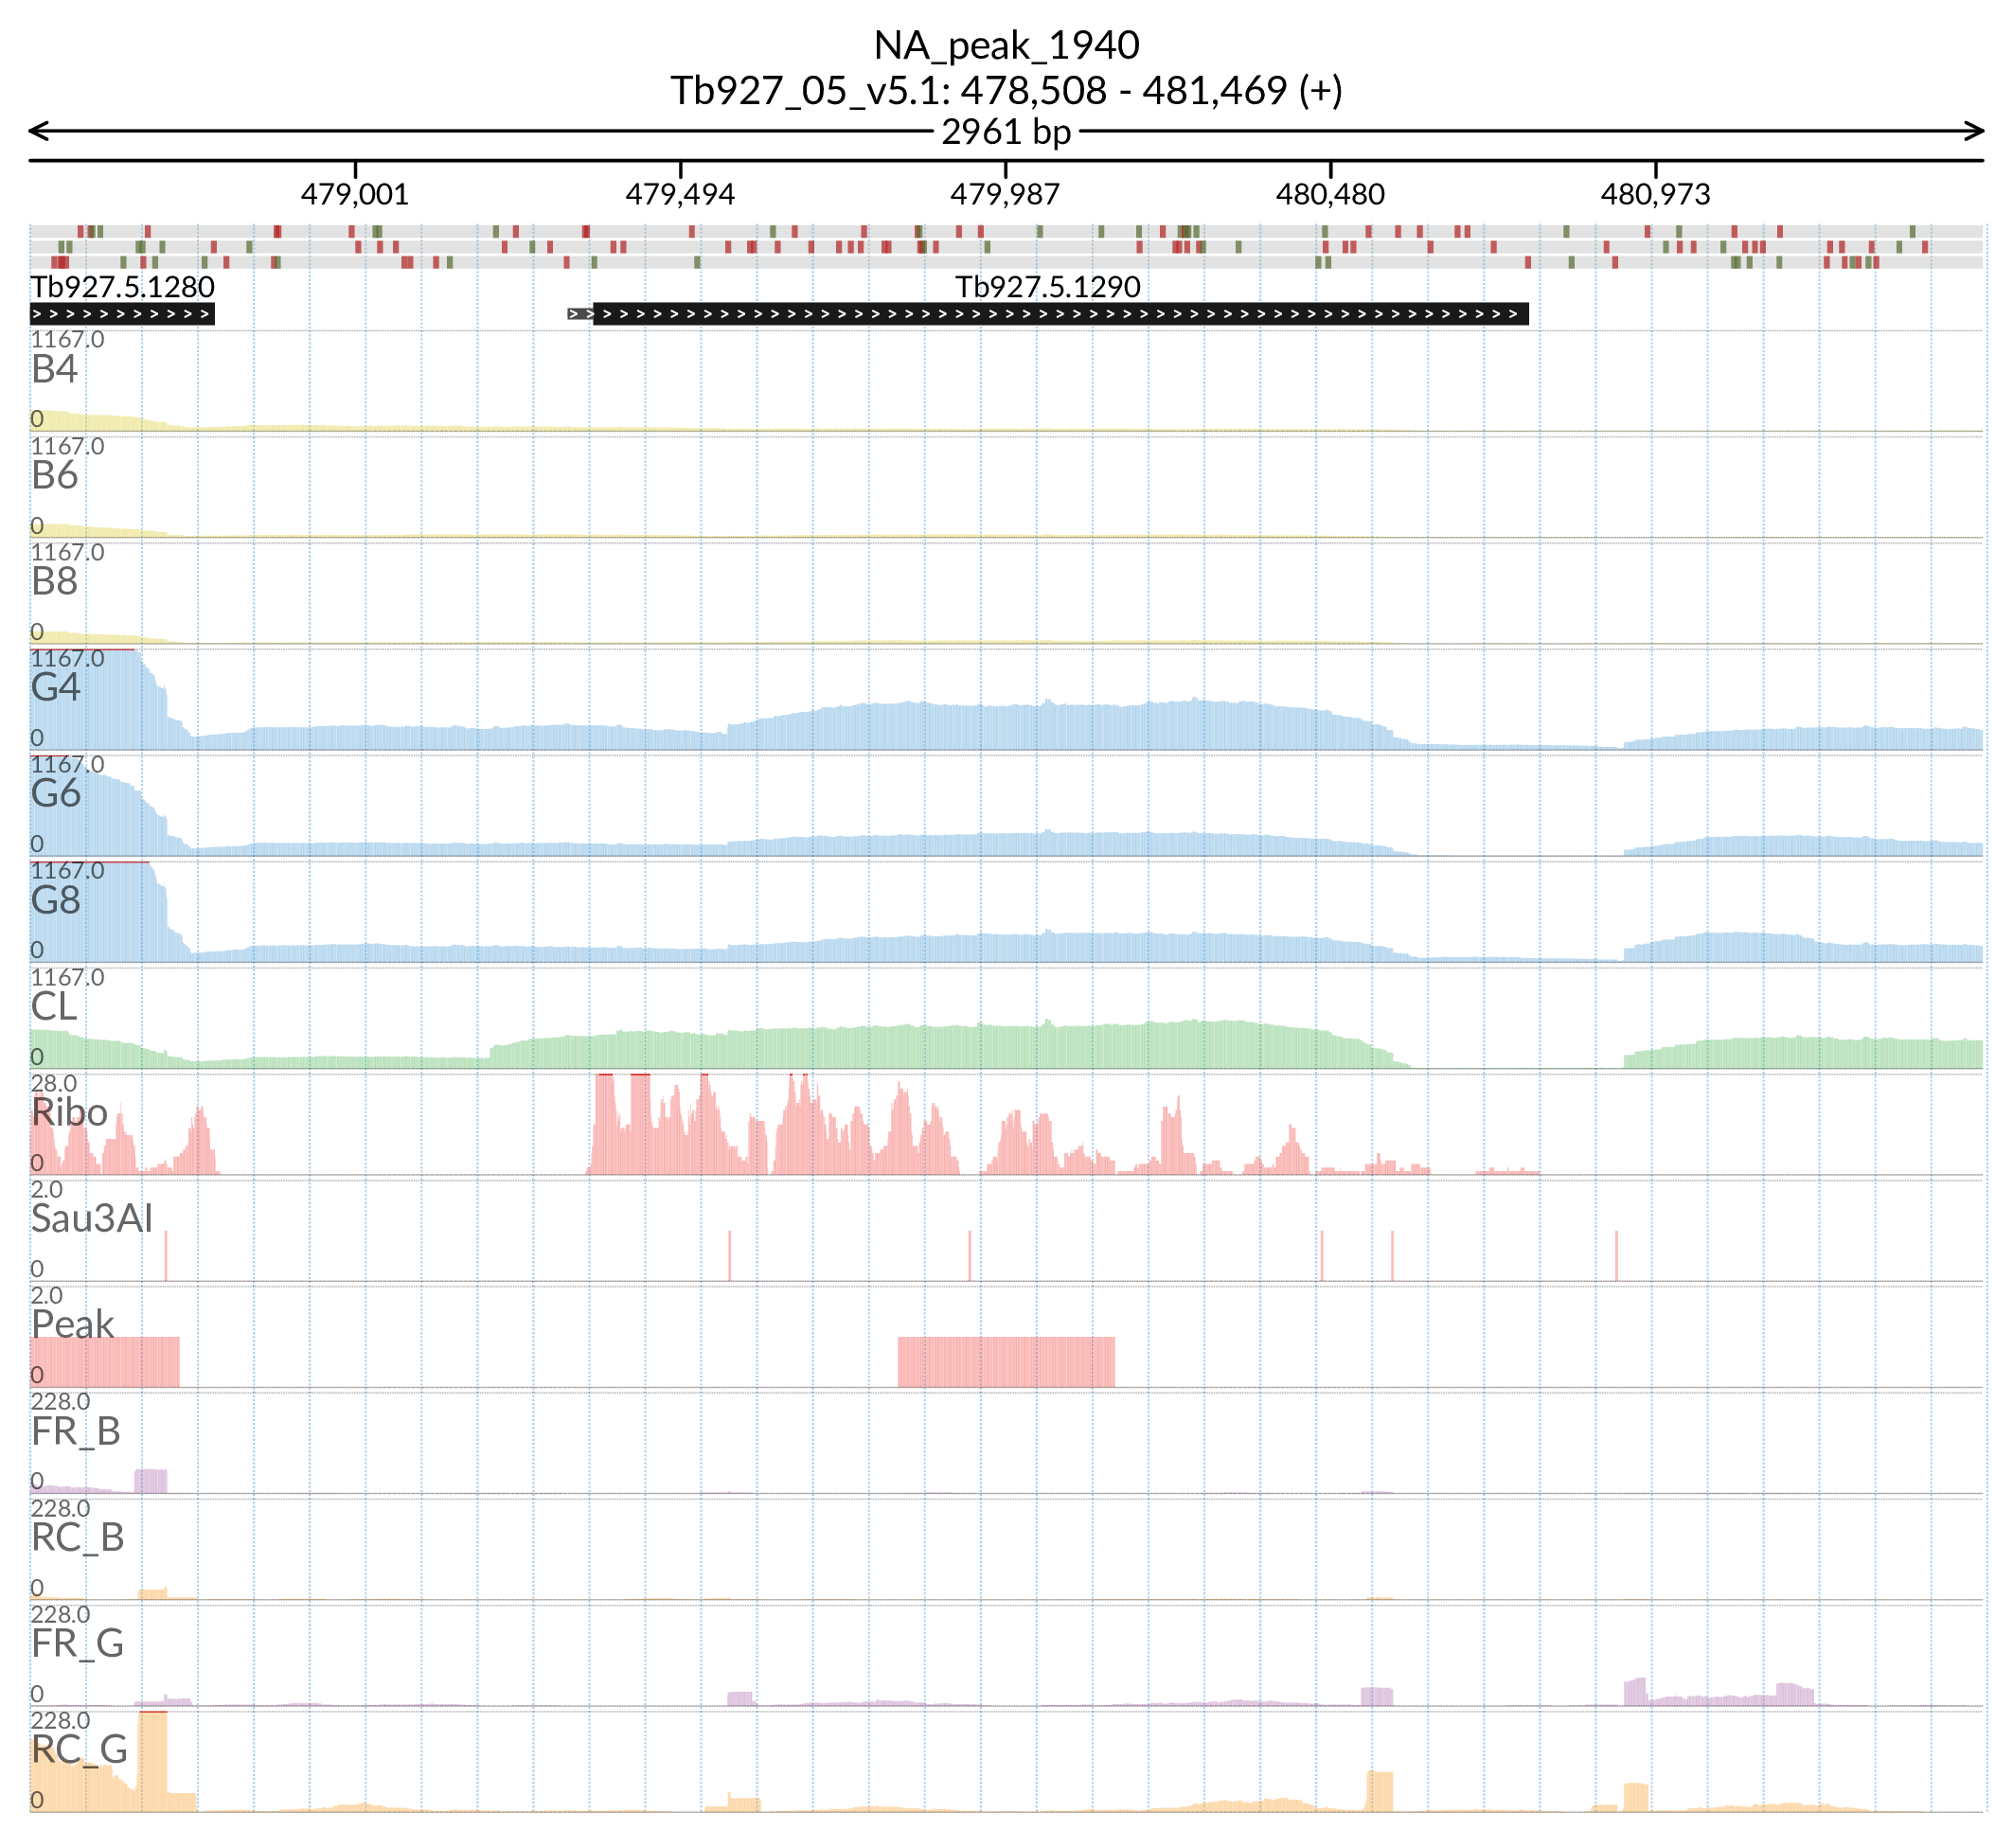 NA_peak_1940
Tb927_05_v5.1: 478,508 - 481,469 (+)
2961 bp
479,001 479,494 479,987 480,480 480,973
Tb927.5.1280 Tb927.5.1290
1167.0
B4
0
1167.0
B6
0
1167.0
B8
0
1167.0
G4
0
1167.0
G6
0
1167.0
G8
0
1167.0
CL
0
28.0
Ribo
0
2.0
Sau3AI
0
2.0
Peak
0
228.0
FR_B
0
228.0
RC_B
0
228.0
FR_G
0
228.0
RC_G
0